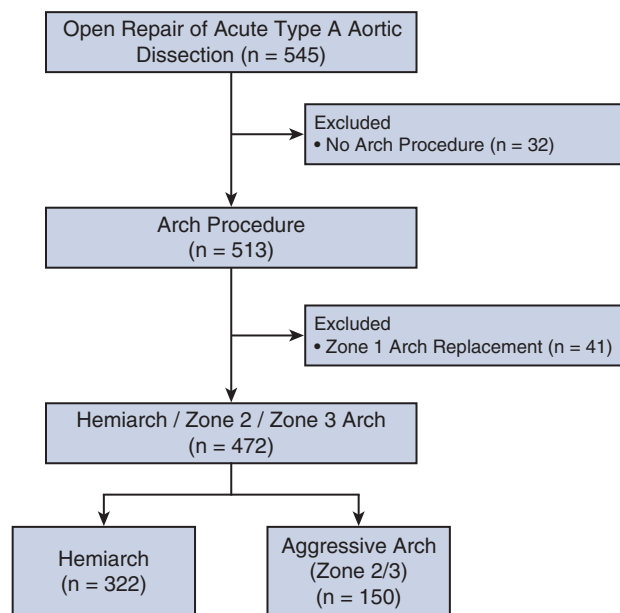 Open Repair of Acute Type A Aortic
Dissection (n = 545)
Excluded
• No Arch Procedure (n = 32)
Arch Procedure
(n = 513)
Excluded
• Zone 1 Arch Replacement (n = 41)
Hemiarch / Zone 2 / Zone 3 Arch
(n = 472)
Hemiarch
(n = 322)
Aggressive Arch
(Zone 2/3)
(n = 150)